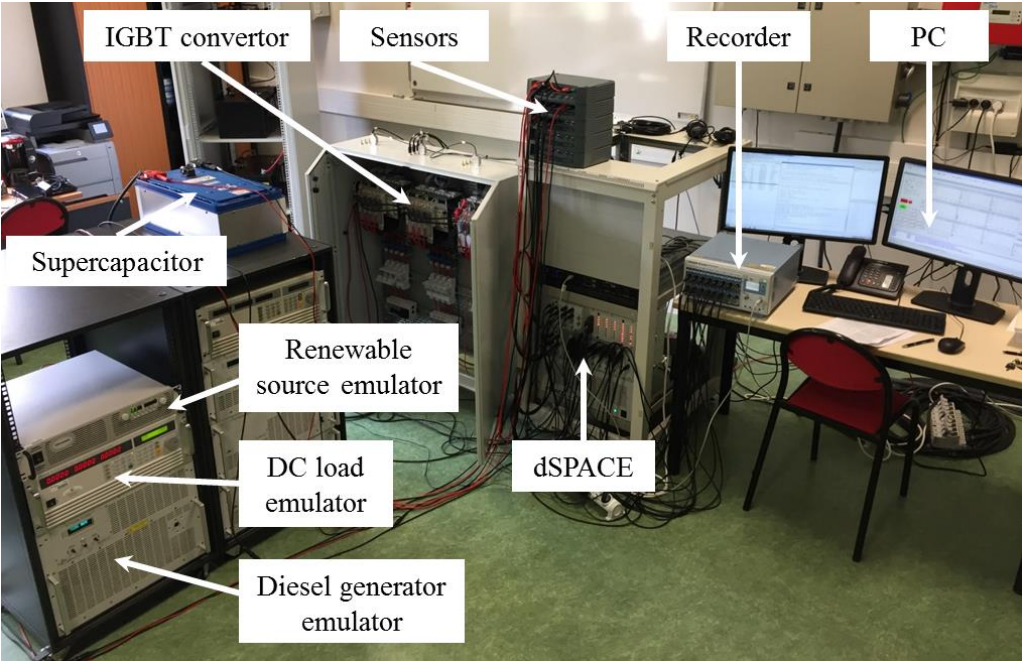 IGBT convertor
Sensors
Recorder
PC
Supercapacitor
Renewable
source emulator
DC load
emulator
dSPACE
Diesel generator
emulator